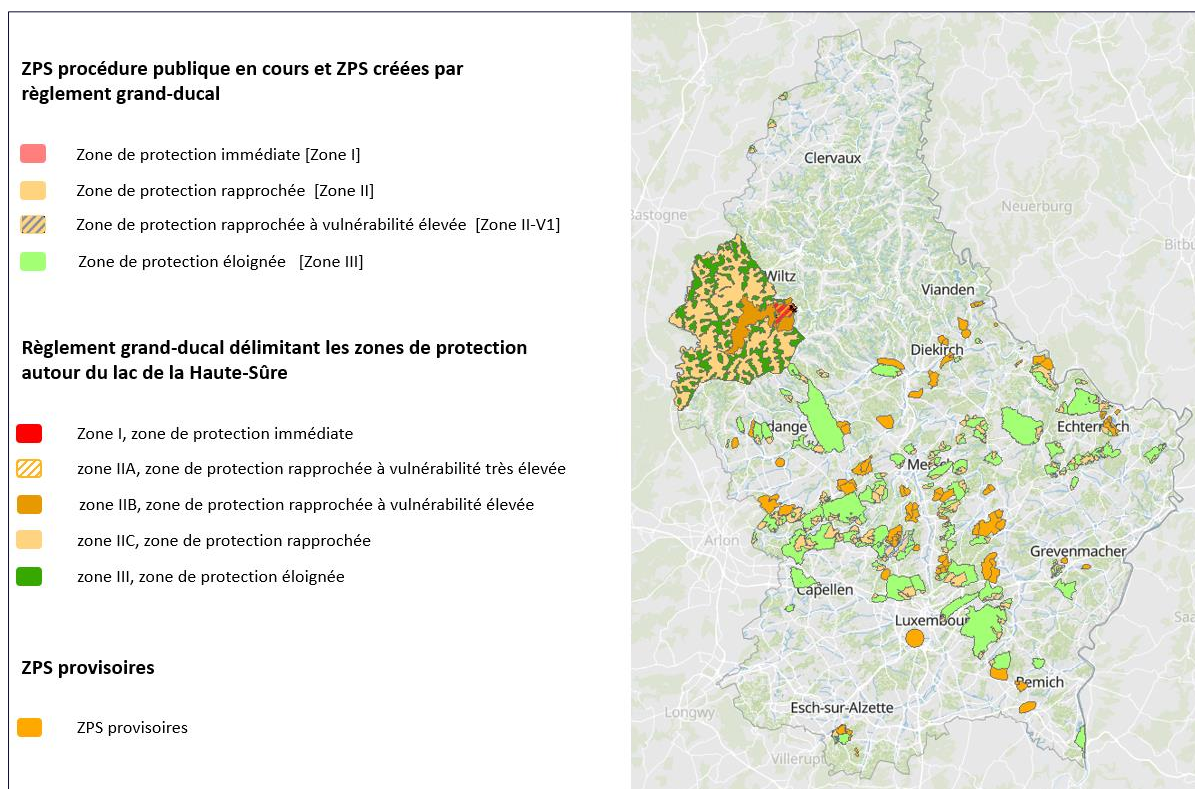 ZPS procédure publique en cours et ZPS créées par
règlement grand-ducal
Zone de protection immédiate [Zone I]
Zone de protection rapprochée [Zone II]
Zone de protection rapprochée à vulnérabilité élevée [Zone II-V1]
Zone de protection éloignée [Zone III]
Règlement grand-ducal délimitant les zones de protection
autour du lac de la Haute-Sûre
Zone I, zone de protection immédiate
zone IIA, zone de protection rapprochée à vulnérabilité très élevée
zone IIB, zone de protection rapprochée à vulnérabilité élevée
zone IIC, zone de protection rapprochée
zone III, zone de protection éloignée
ZPS provisoires
ZPS provisoires
Clervaux
Neuerburg
Bastogne
Wiltz
Vianden
Diekirch
Arlon
Grevenmacher
Capellen
Remich
Esch-sur-Alzette
Longwy